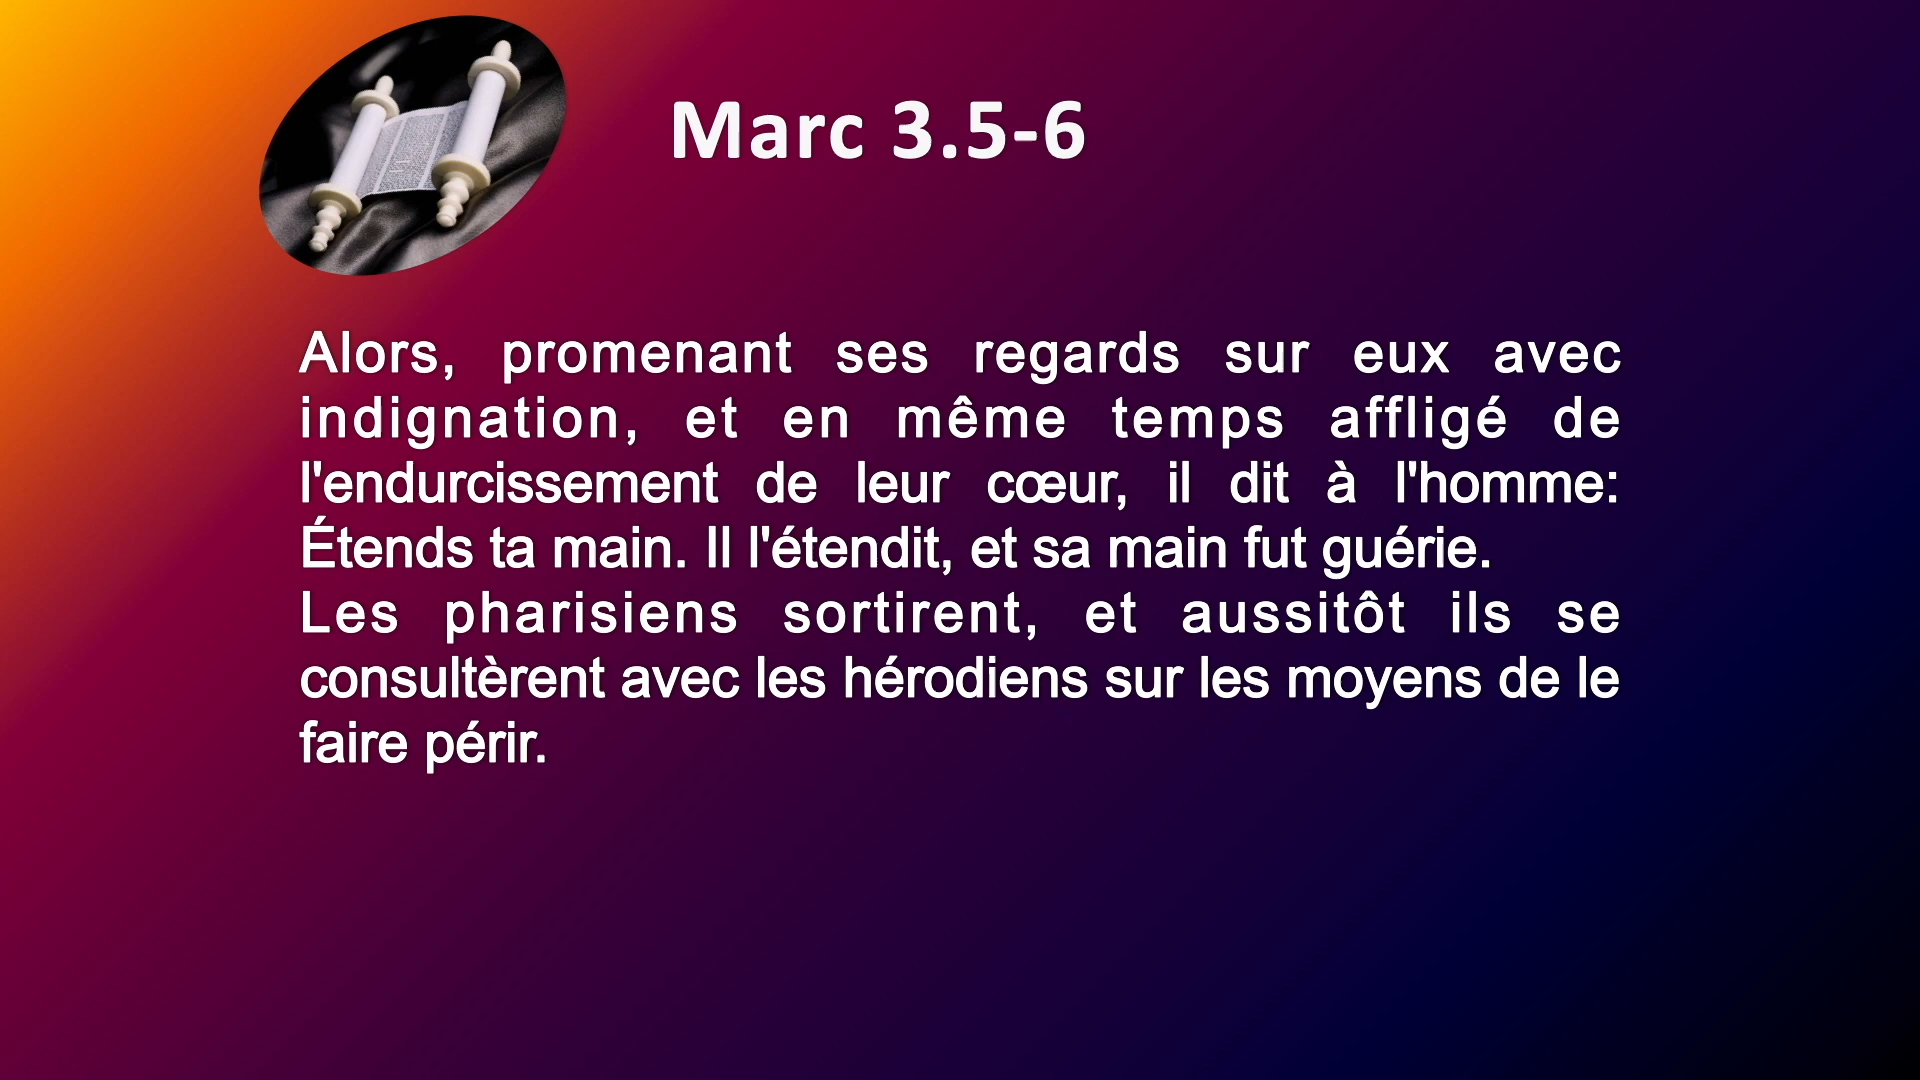 Marc 3.5-6
Alors, promenant ses regards sur eux avec
indignation, et en même temps affligé de
l'endurcissement de leur cœur, il dit à l'homme:
Étends ta main. Il l'étendit, et sa main fut guérie.
Les pharisiens sortirent, et aussitôt ils se
consultèrent avec les hérodiens sur les moyens de le
faire périr.